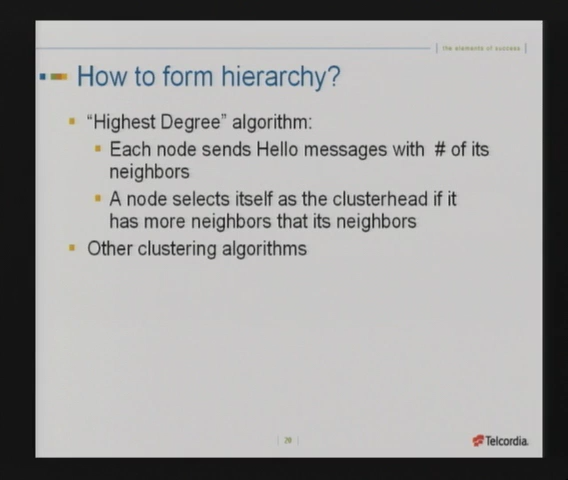 the elements of success
How to form hierarchy?
“Highest Degree” algorithm:
Each node sends Hello messages with # of its
neighbors
A node selects itself as the clusterhead if it
has more neighbors that its neighbors
Other clustering algorithms
28
Telcordia.